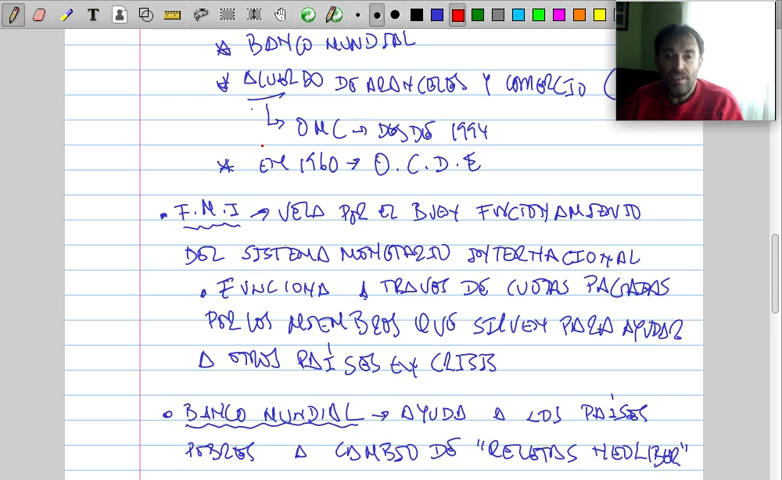 * BANCO MUNDIAL
* ACUERDO DE ARANCELES Y COMERCIO (
↳ OMC → DESDE 1994
* EN 1960 → O.C.D.E
• F.M.I → VELA POR EL BUEN FUNCIONAMIENTO
DEL SISTEMA MONETARIO INTERNACIONAL
• FUNCIONA A TRAVES DE CUOTAS PAGADAS
POR LOS MIEMBROS QUE SIRVEN PARA AYUDAR
A OTROS PAÍSES EN CRISIS
• BANCO MUNDIAL → AYUDA A LOS PAÍSES
POBRES A CAMBIO DE "RECETAS NEOLIBER"